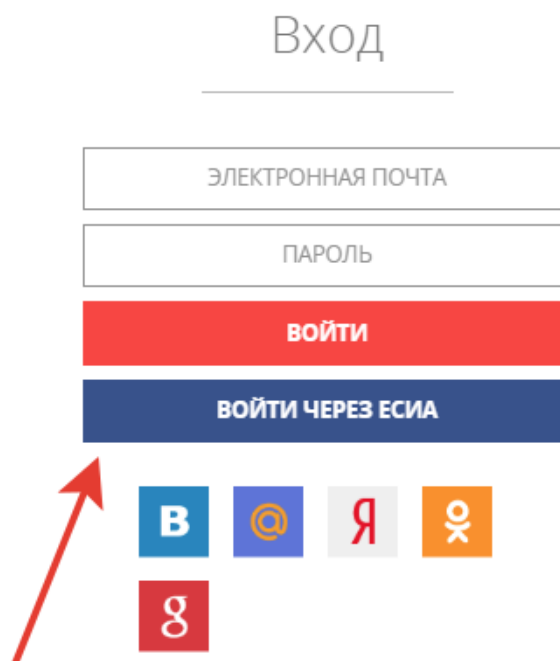 Вход
ЭЛЕКТРОННАЯ ПОЧТА
ПАРОЛЬ
ВОЙТИ
ВОЙТИ ЧЕРЕЗ ЕСИА
В @ Я
g